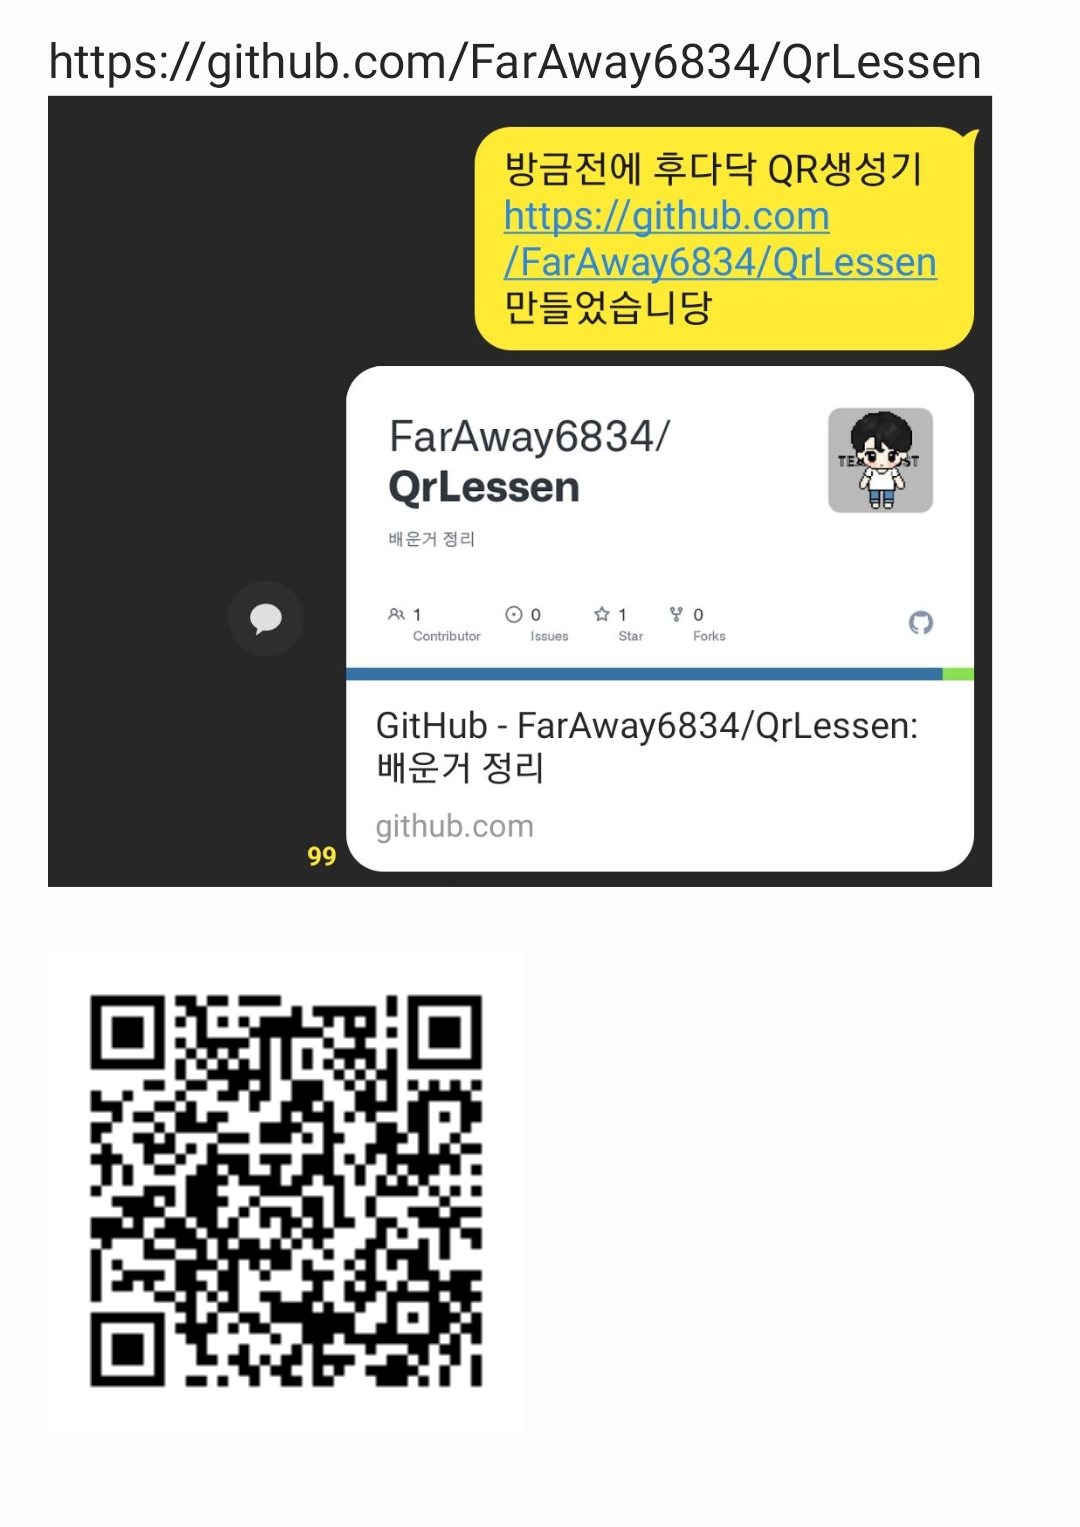 https://github.com/FarAway6834/QrLessen
방금전에 후다닥 QR생성기
https://github.com
/FarAway6834/QrLessen
만들었습니당
FarAway6834/
QrLessen
배운거 정리
1
Contributor
0
Issues
1
Star
0
Forks
GitHub - FarAway6834/QrLessen:
배운거 정리
github.com
99